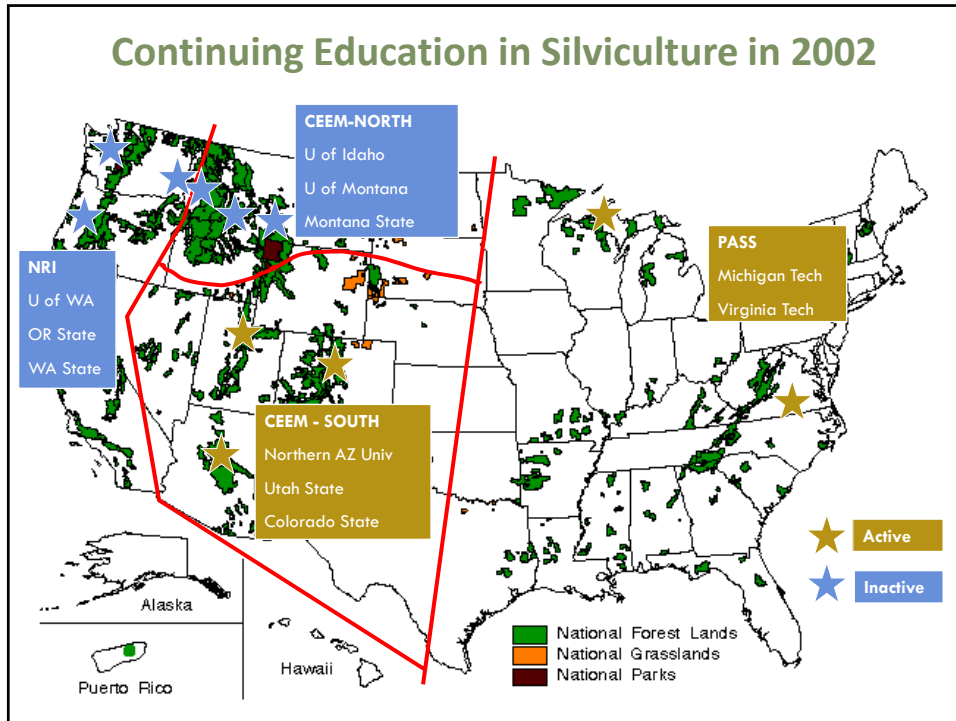 Continuing Education in Silviculture in 2002
CEEM-NORTH
U of Idaho
U of Montana
Montana State
NRI
U of WA
OR State
WA State
PASS
Michigan Tech
Virginia Tech
CEEM - SOUTH
Northern AZ Univ
Utah State
Colorado State
Active
Inactive
Alaska
Puerto Rico
Hawaii
National Forest Lands
National Grasslands
National Parks